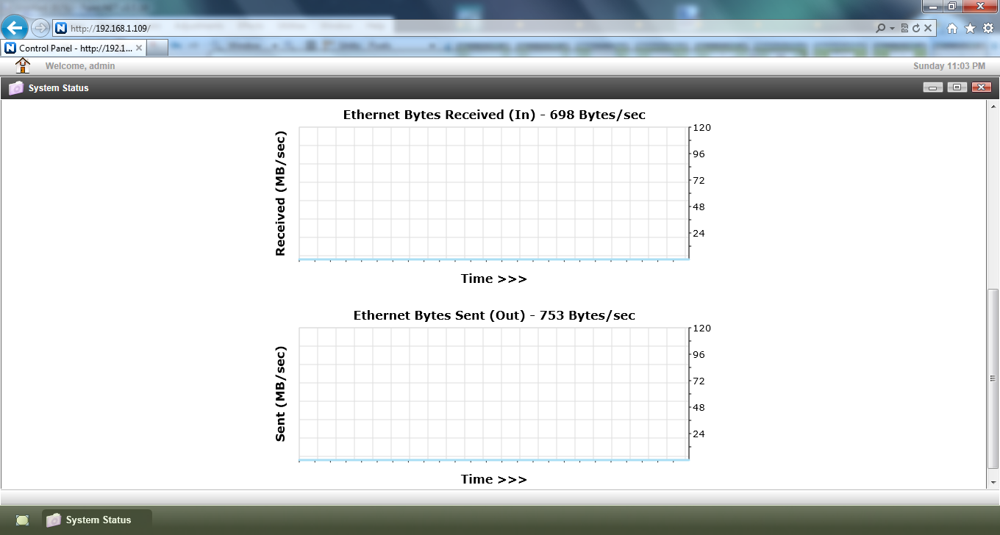 http://192.168.1.109/
Control Panel - http://192.1...
Welcome, admin
Sunday 11:03 PM
System Status
Ethernet Bytes Received (In) - 698 Bytes/sec
Received (MB/sec)
120
96
72
48
24
Time >>>
Ethernet Bytes Sent (Out) - 753 Bytes/sec
Sent (MB/sec)
120
96
72
48
24
Time >>>
System Status